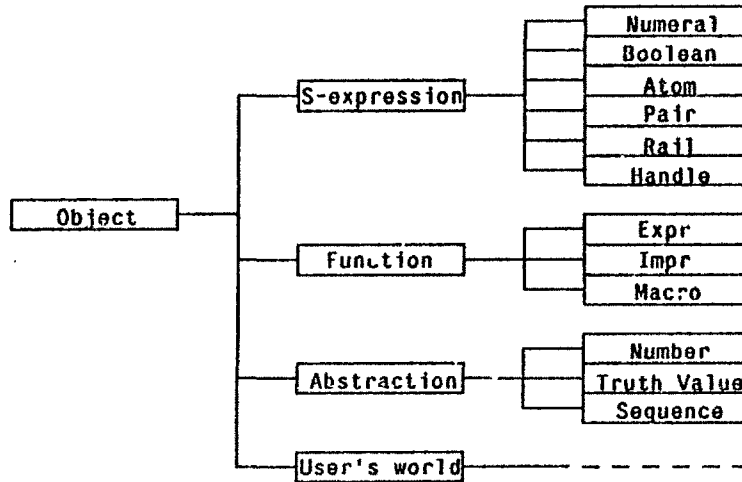 Numeral
Boolean
S-expression
Atom
Pair
Rail
Handle
Object
Expr
Function
Impr
Macro
Number
Abstraction
Truth Value
Sequence
User's world